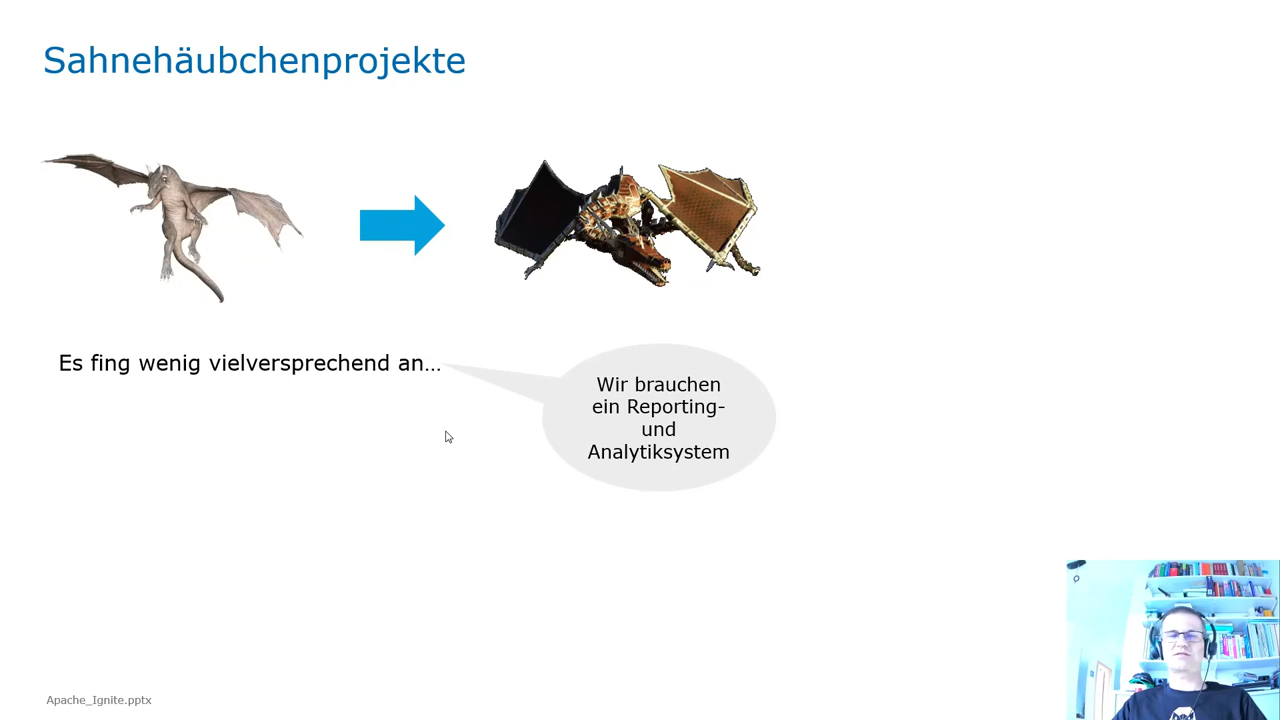 Sahnehäubchenprojekte
Es fing wenig vielversprechend an…
Wir brauchen
ein Reporting-
und
Analytiksystem
Apache_Ignite.pptx